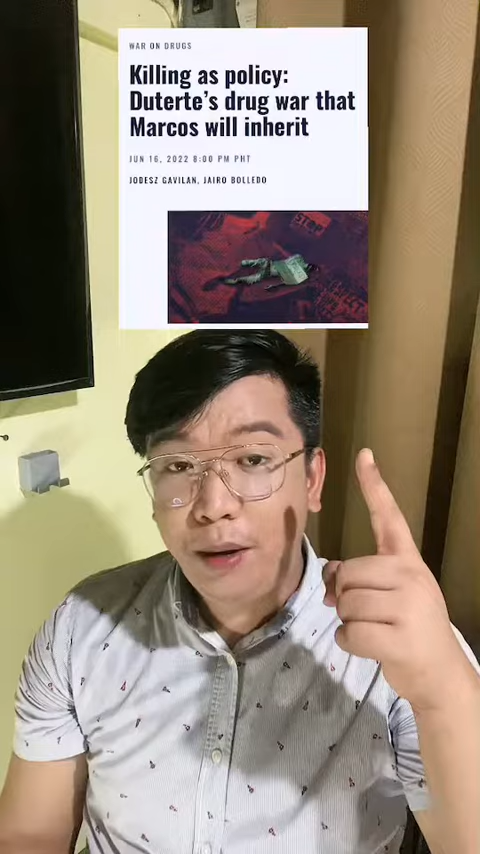 WAR ON DRUGS
Killing as policy:
Duterte's drug war that
Marcos will inherit
JUN 16, 2022 8:00 PM PHT
JODESZ GAVILAN, JAIRO BOLLEDO
STOP